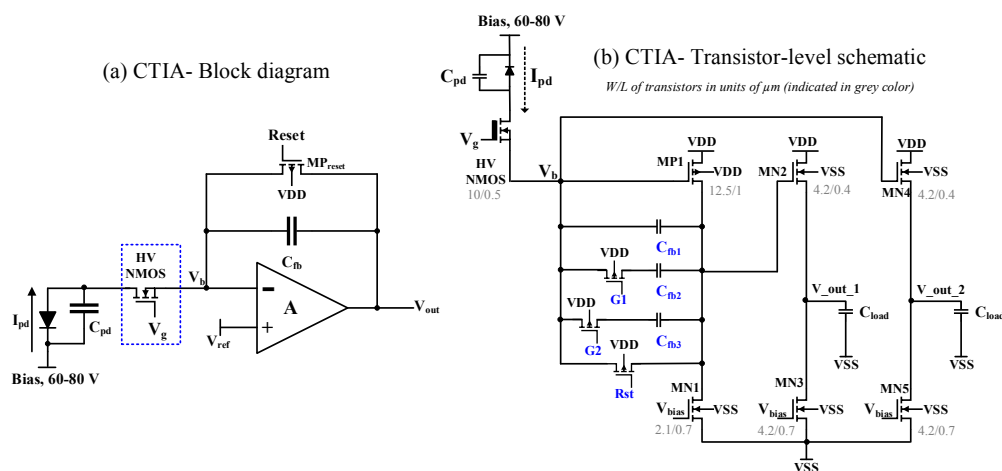 (a) CTIA- Block diagram
Reset
MPreset
VDD
Cfb
HV
NMOS
Vb
Vg
Ipd
Cpd
Bias, 60-80 V
A
Vref
Vout
(b) CTIA- Transistor-level schematic
W/L of transistors in units of µm (indicated in grey color)
Bias, 60-80 V
Cpd
Ipd
Vg
HV
NMOS
10/0.5
Vb
VDD
MP1
VDD
12.5/1
VDD
MN2
VSS
4.2/0.4
VDD
VSS
MN4
4.2/0.4
Cfb1
VDD
G1
Cfb2
VDD
G2
Cfb3
VDD
Rst
V_out_1
Cload
VSS
V_out_2
Cload
VSS
MN1
Vbias
VSS
2.1/0.7
MN3
Vbias
VSS
4.2/0.7
MN5
Vbias
VSS
4.2/0.7
VSS